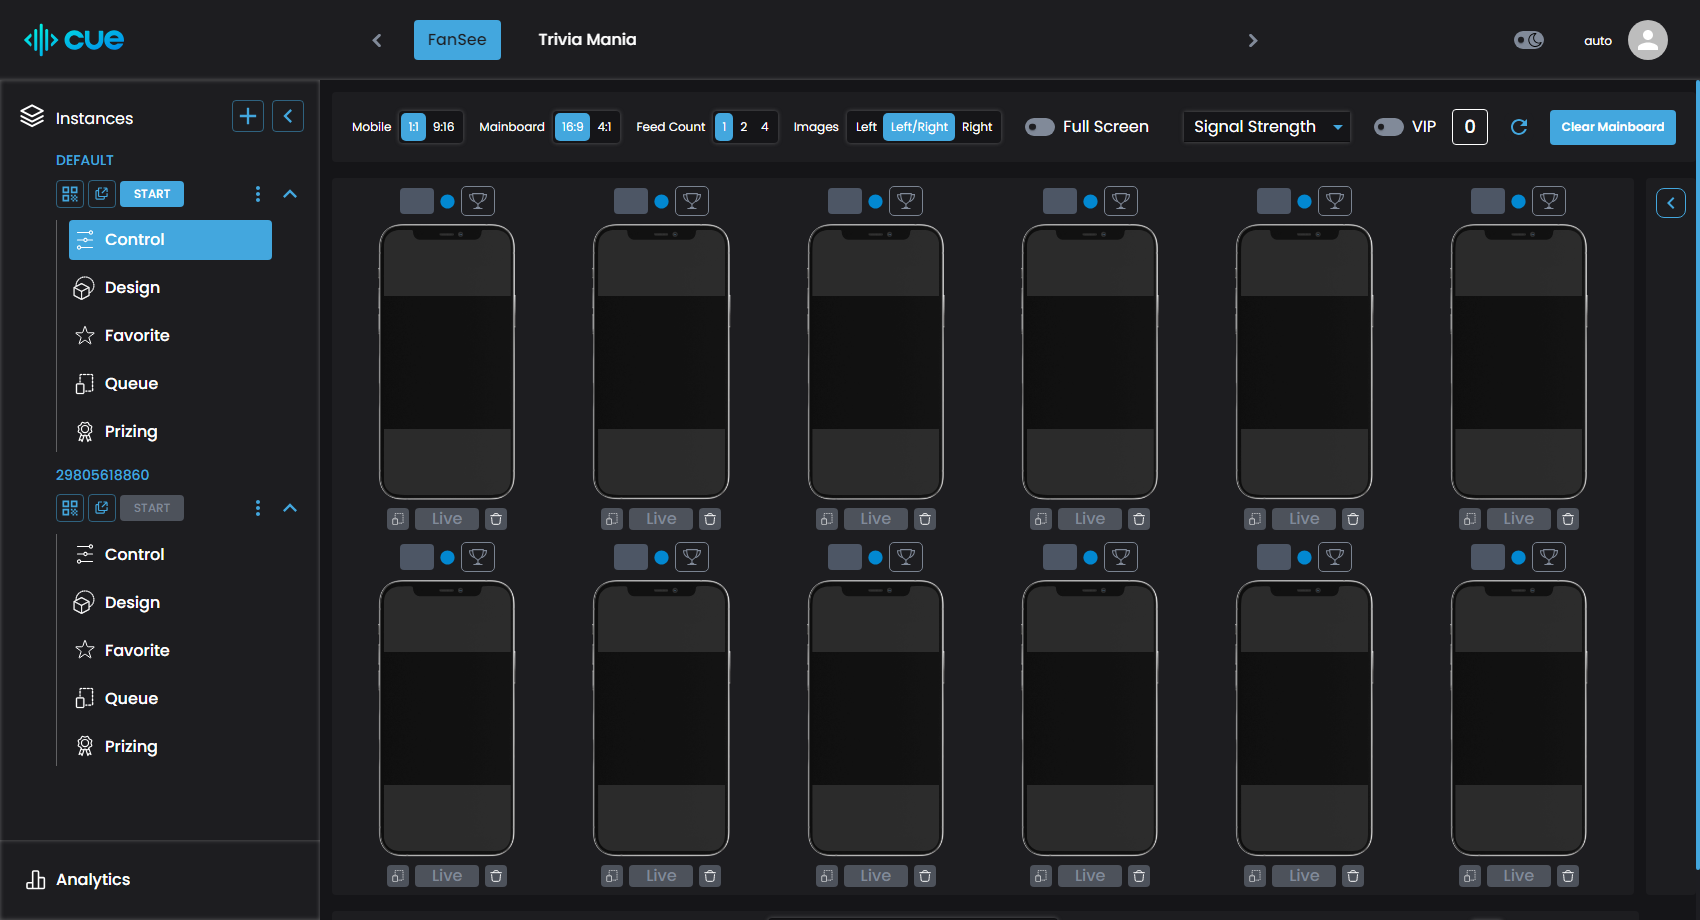 cue
FanSee
Trivia Mania
auto
Instances
DEFAULT
START
Control
Design
Favorite
Queue
Prizing
29805618860
START
Control
Design
Favorite
Queue
Prizing
Analytics
Mobile 1:1 9:16 Mainboard 16:9 4:1 Feed Count 1 2 4 Images Left Left/Right Right Full Screen Signal Strength VIP 0 Clear Mainboard
Live Live Live Live Live Live
Live Live Live Live Live Live